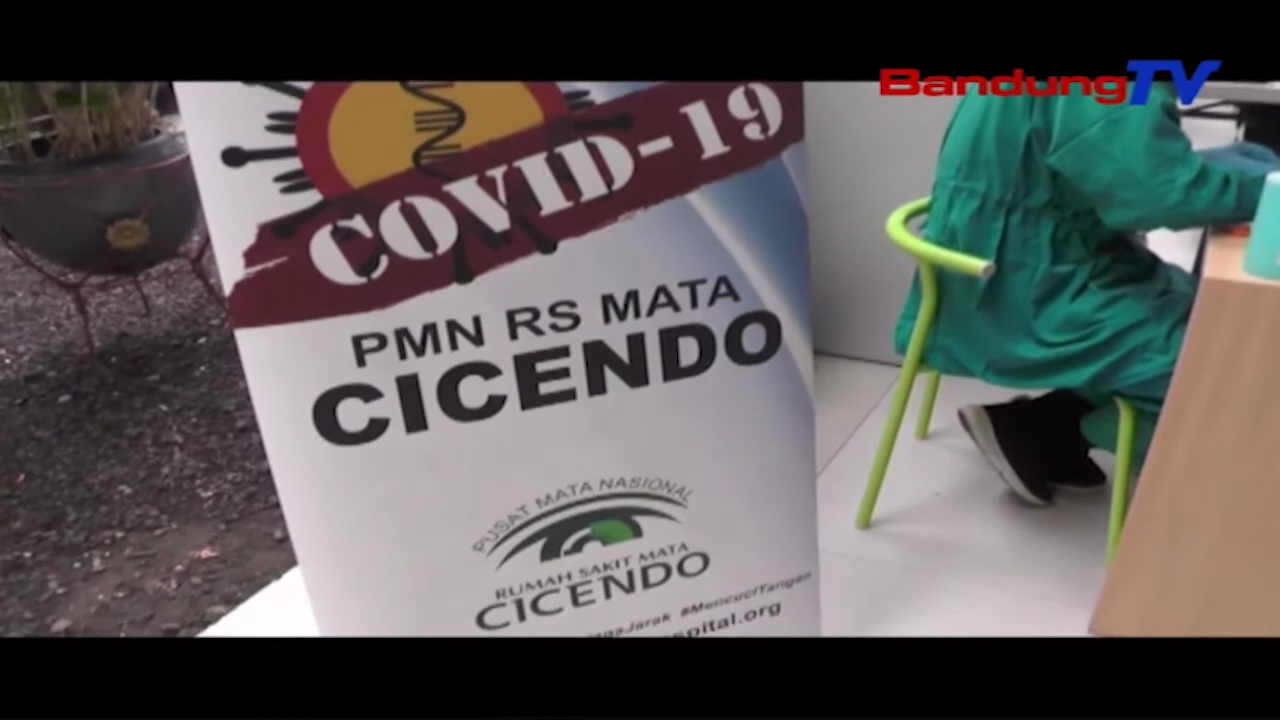 BandungTV
COVID-19
PMN RS MATA
CICENDO
PUSAT MATA NASIONAL
RUMAH SAKIT MATA
CICENDO
#MencuciTangan